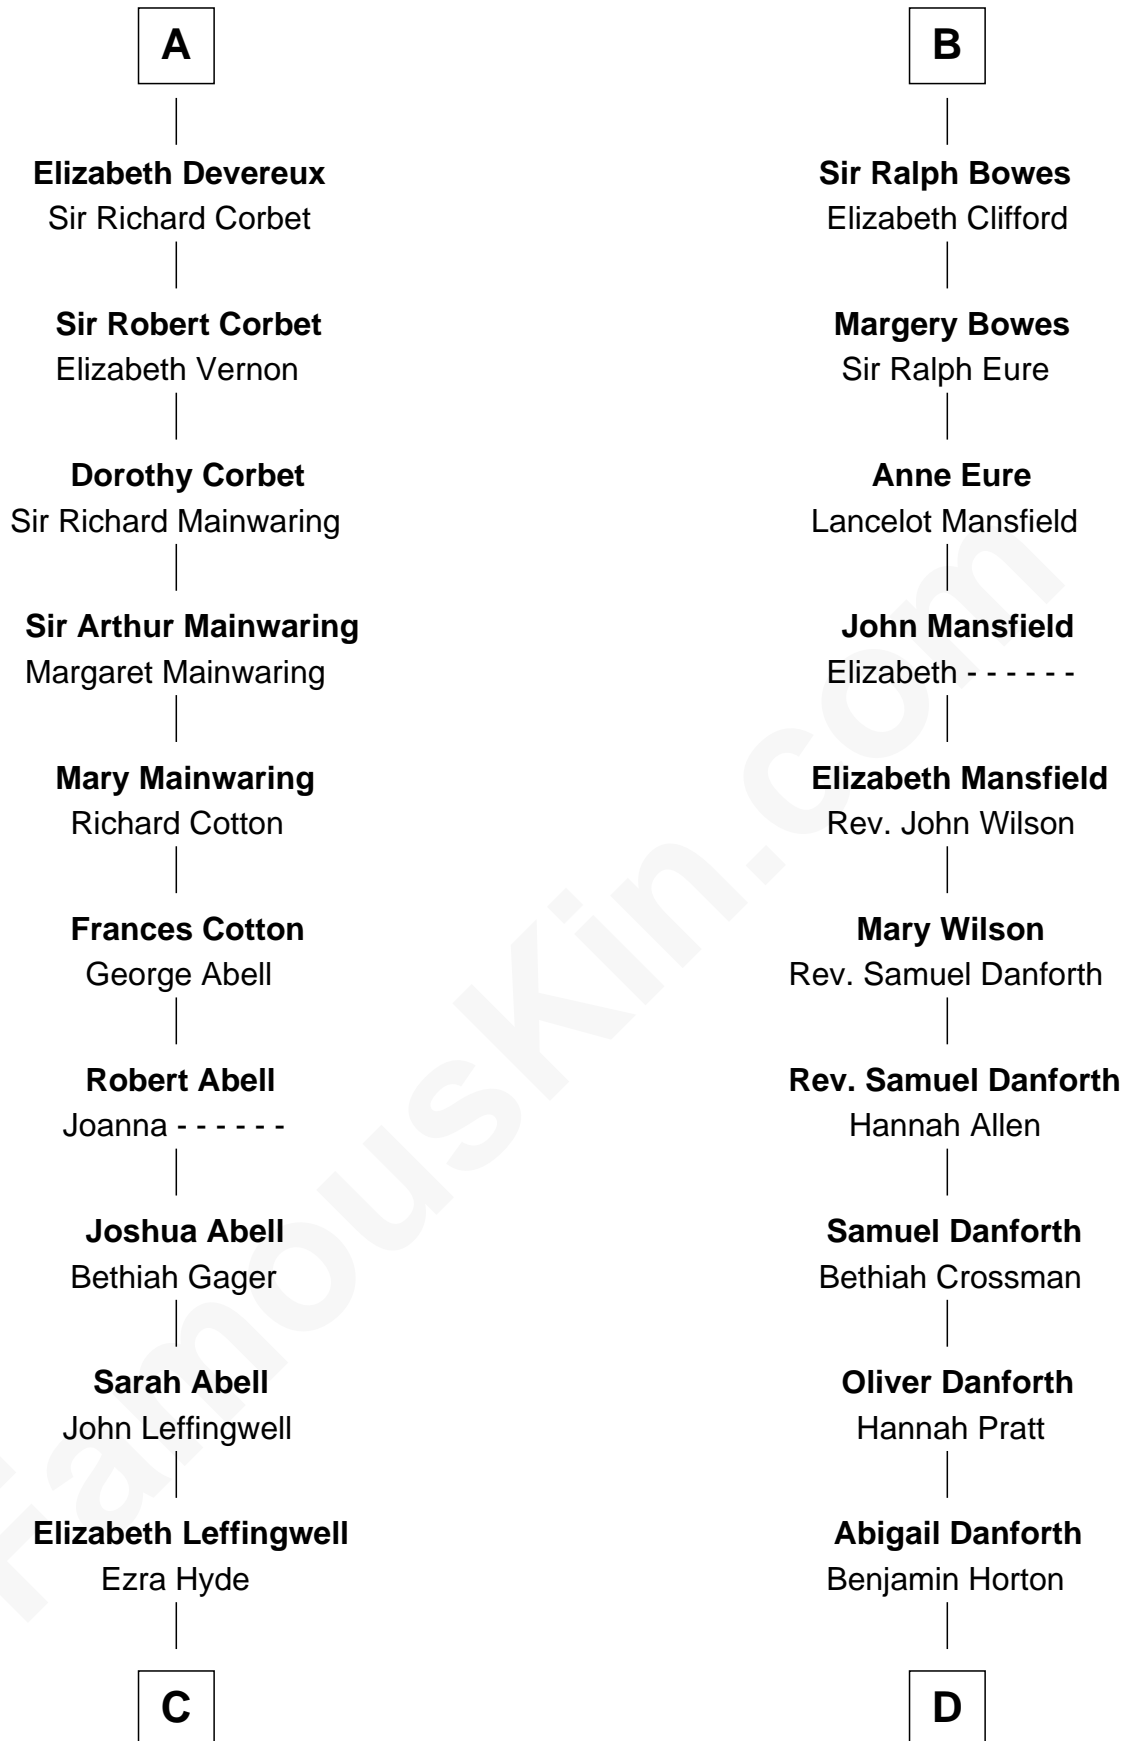 A
Elizabeth Devereux
Sir Richard Corbet
Sir Robert Corbet
Elizabeth Vernon
Dorothy Corbet
Sir Richard Mainwaring
Sir Arthur Mainwaring
Margaret Mainwaring
Mary Mainwaring
Richard Cotton
Frances Cotton
George Abell
Robert Abell
Joanna - - - - - -
Joshua Abell
Bethiah Gager
Sarah Abell
John Leffingwell
Elizabeth Leffingwell
Ezra Hyde
C
B
Sir Ralph Bowes
Elizabeth Clifford
Margery Bowes
Sir Ralph Eure
Anne Eure
Lancelot Mansfield
John Mansfield
Elizabeth - - - - - -
Elizabeth Mansfield
Rev. John Wilson
Mary Wilson
Rev. Samuel Danforth
Rev. Samuel Danforth
Hannah Allen
Samuel Danforth
Bethiah Crossman
Oliver Danforth
Hannah Pratt
Abigail Danforth
Benjamin Horton
D
FamousKin.com